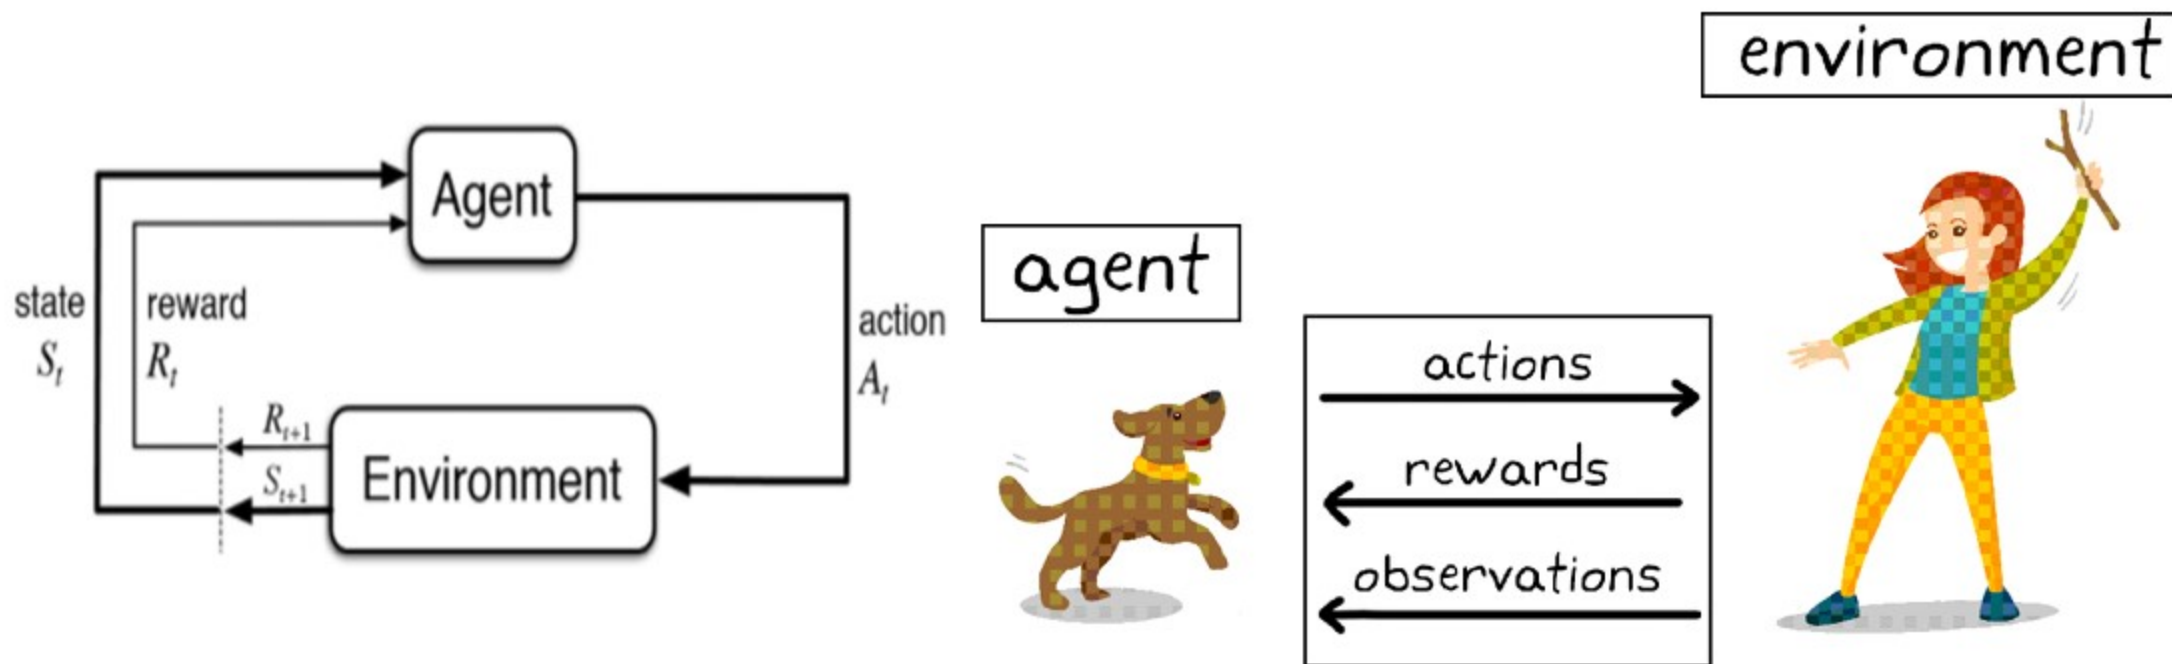 Agent
state
S_t
reward
R_t
action
A_t
R_{t+1}
S_{t+1}
Environment
agent
environment
actions
rewards
observations